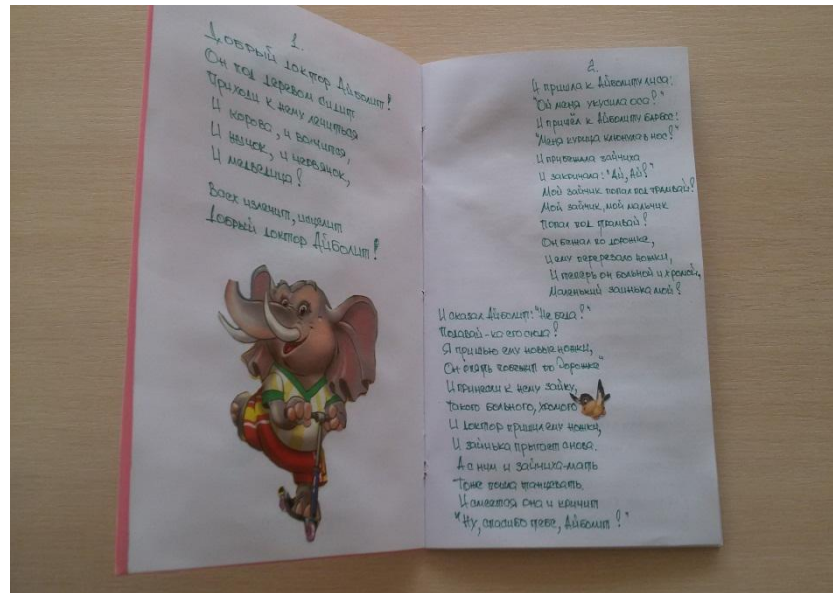 1.
Добрый доктор Айболит!
Он под деревом сидит
Приходи к нему лечиться
И корова, и волчица,
И жучок, и червячок,
И медведица!
Всех излечит, исцелит
Добрый доктор Айболит!
2.
И пришла к Айболиту лиса:
"Ой меня укусила оса!"
И пришёл к Айболиту барбос:
"Меня курица клюнула в нос!"
И прибежала зайчиха
И закричала: "Ай, Ай!"
Мой зайчик попал под трамвай!
Мой зайчик, мой мальчик
Попал под трамвай!
Он бежал по дорожке,
И ему перерезало ножки,
И теперь он больной и хромой,
Маленький заинька мой!
И сказал Айболит: "Не беда!"
Подавай-ка его сюда!
Я пришью ему новые ножки,
Он опять побежит по дорожке"
И принесли к нему зайку,
Такого больного, хромого
И доктор пришил ему ножки,
И зайнька прыгает снова.
А с ним и зайчиха-мать
Тоже пошла танцевать.
И смеётся она и кричит
"Ну, спасибо тебе, Айболит!"